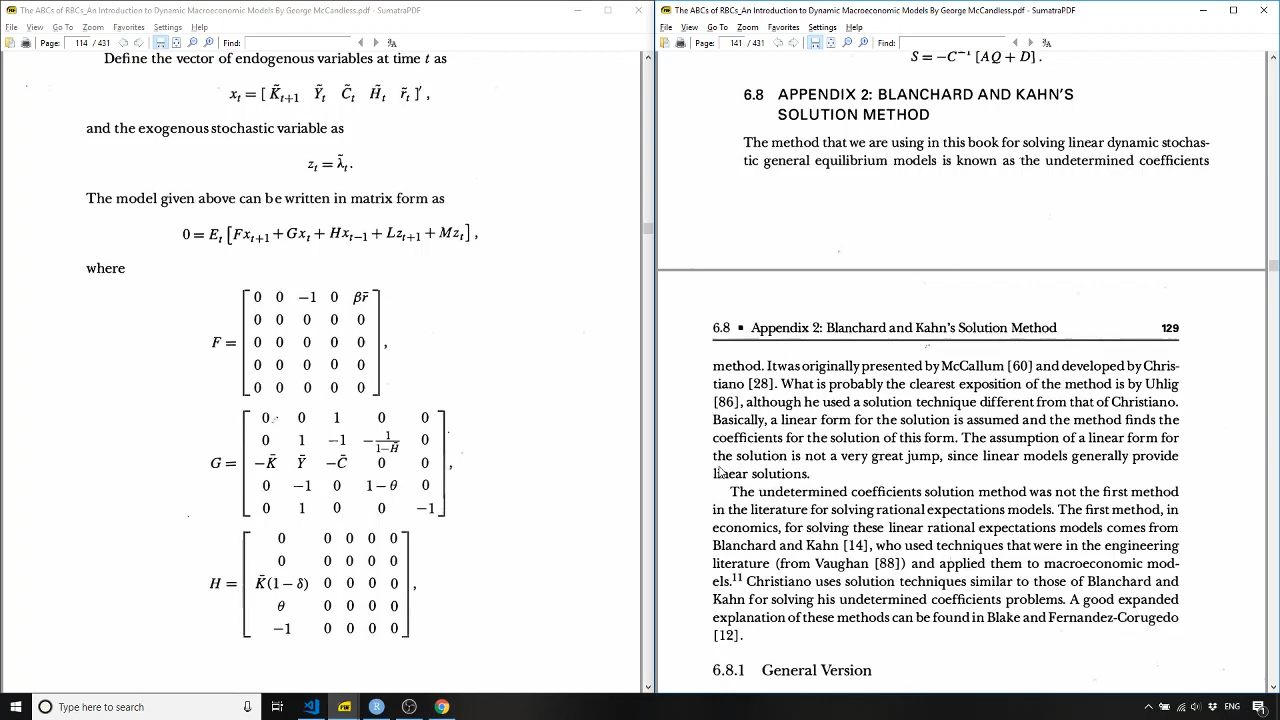 The ABCs of RBCs_An Introduction to Dynamic Macroeconomic Models By George McCandless.pdf - SumatraPDF
File View Go To Zoom Favorites Settings Help
Page: 114 / 431 Find:
Define the vector of endogenous variables at time t as
x_t = [ K̃_{t+1} Ỹ_t C̃_t H̃_t r̃_t ]′ ,
and the exogenous stochastic variable as
z_t = λ̃_t.
The model given above can be written in matrix form as
0 = E_t [Fx_{t+1} + Gx_t + Hx_{t−1} + Lz_{t+1} + Mz_t] ,
where
0 0 −1 0 βr̄
0 0 0 0 0
F = 0 0 0 0 0 ,
0 0 0 0 0
0 0 0 0 0
0 0 1 0 0
0 1 −1 −1/(1−H̄) 0
G = −K̄ Ȳ −C̄ 0 0 ,
0 −1 0 1 − θ 0
0 1 0 0 −1
0 0 0 0 0
0 0 0 0 0
H = K̄(1 − δ) 0 0 0 0 ,
θ 0 0 0 0
−1 0 0 0 0
The ABCs of RBCs_An Introduction to Dynamic Macroeconomic Models By George McCandless.pdf - SumatraPDF
File View Go To Zoom Favorites Settings Help
Page: 141 / 431 Find:
S = −C⁻¹ [AQ + D] .
6.8 APPENDIX 2: BLANCHARD AND KAHN'S
SOLUTION METHOD
The method that we are using in this book for solving linear dynamic stochas-
tic general equilibrium models is known as the undetermined coefficients
6.8 ■ Appendix 2: Blanchard and Kahn's Solution Method 129
method. It was originally presented by McCallum [60] and developed by Chris-
tiano [28]. What is probably the clearest exposition of the method is by Uhlig
[86], although he used a solution technique different from that of Christiano.
Basically, a linear form for the solution is assumed and the method finds the
coefficients for the solution of this form. The assumption of a linear form for
the solution is not a very great jump, since linear models generally provide
linear solutions.
The undetermined coefficients solution method was not the first method
in the literature for solving rational expectations models. The first method, in
economics, for solving these linear rational expectations models comes from
Blanchard and Kahn [14], who used techniques that were in the engineering
literature (from Vaughan [88]) and applied them to macroeconomic mod-
els.¹¹ Christiano uses solution techniques similar to those of Blanchard and
Kahn for solving his undetermined coefficients problems. A good expanded
explanation of these methods can be found in Blake and Fernandez-Corugedo
[12].
6.8.1 General Version
Type here to search
ENG